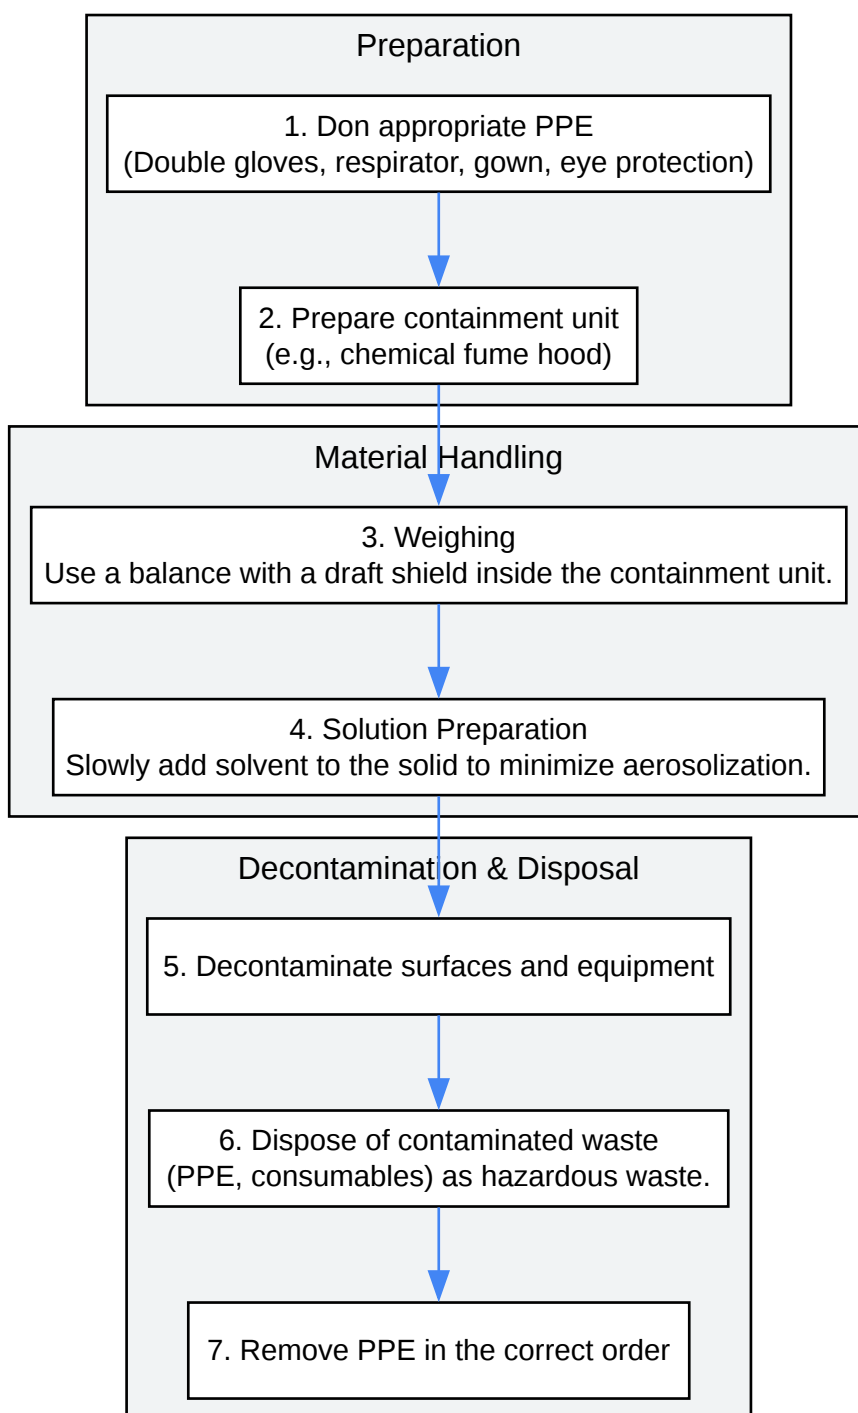 Preparation
1. Don appropriate PPE
(Double gloves, respirator, gown, eye protection)
2. Prepare containment unit
(e.g., chemical fume hood)
Material Handling
3. Weighing
Use a balance with a draft shield inside the containment unit.
4. Solution Preparation
Slowly add solvent to the solid to minimize aerosolization.
Decontamination & Disposal
5. Decontaminate surfaces and equipment
6. Dispose of contaminated waste
(PPE, consumables) as hazardous waste.
7. Remove PPE in the correct order